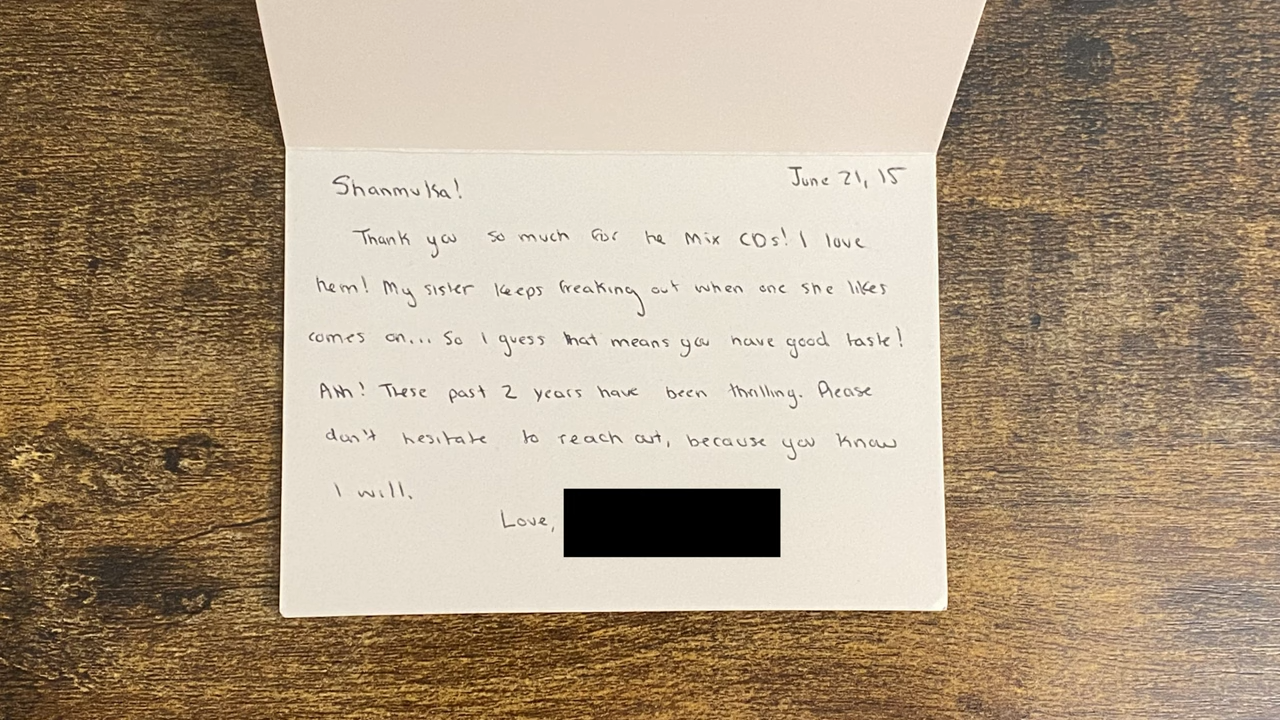 Shanmuka!
June 21, 15
Thank you so much for the Mix CDs! I love
them! My sister keeps freaking out when one she likes
comes on... So I guess that means you have good taste!
Ahh! These past 2 years have been thrilling. Please
don't hesitate to reach out, because you know
I will.
Love,